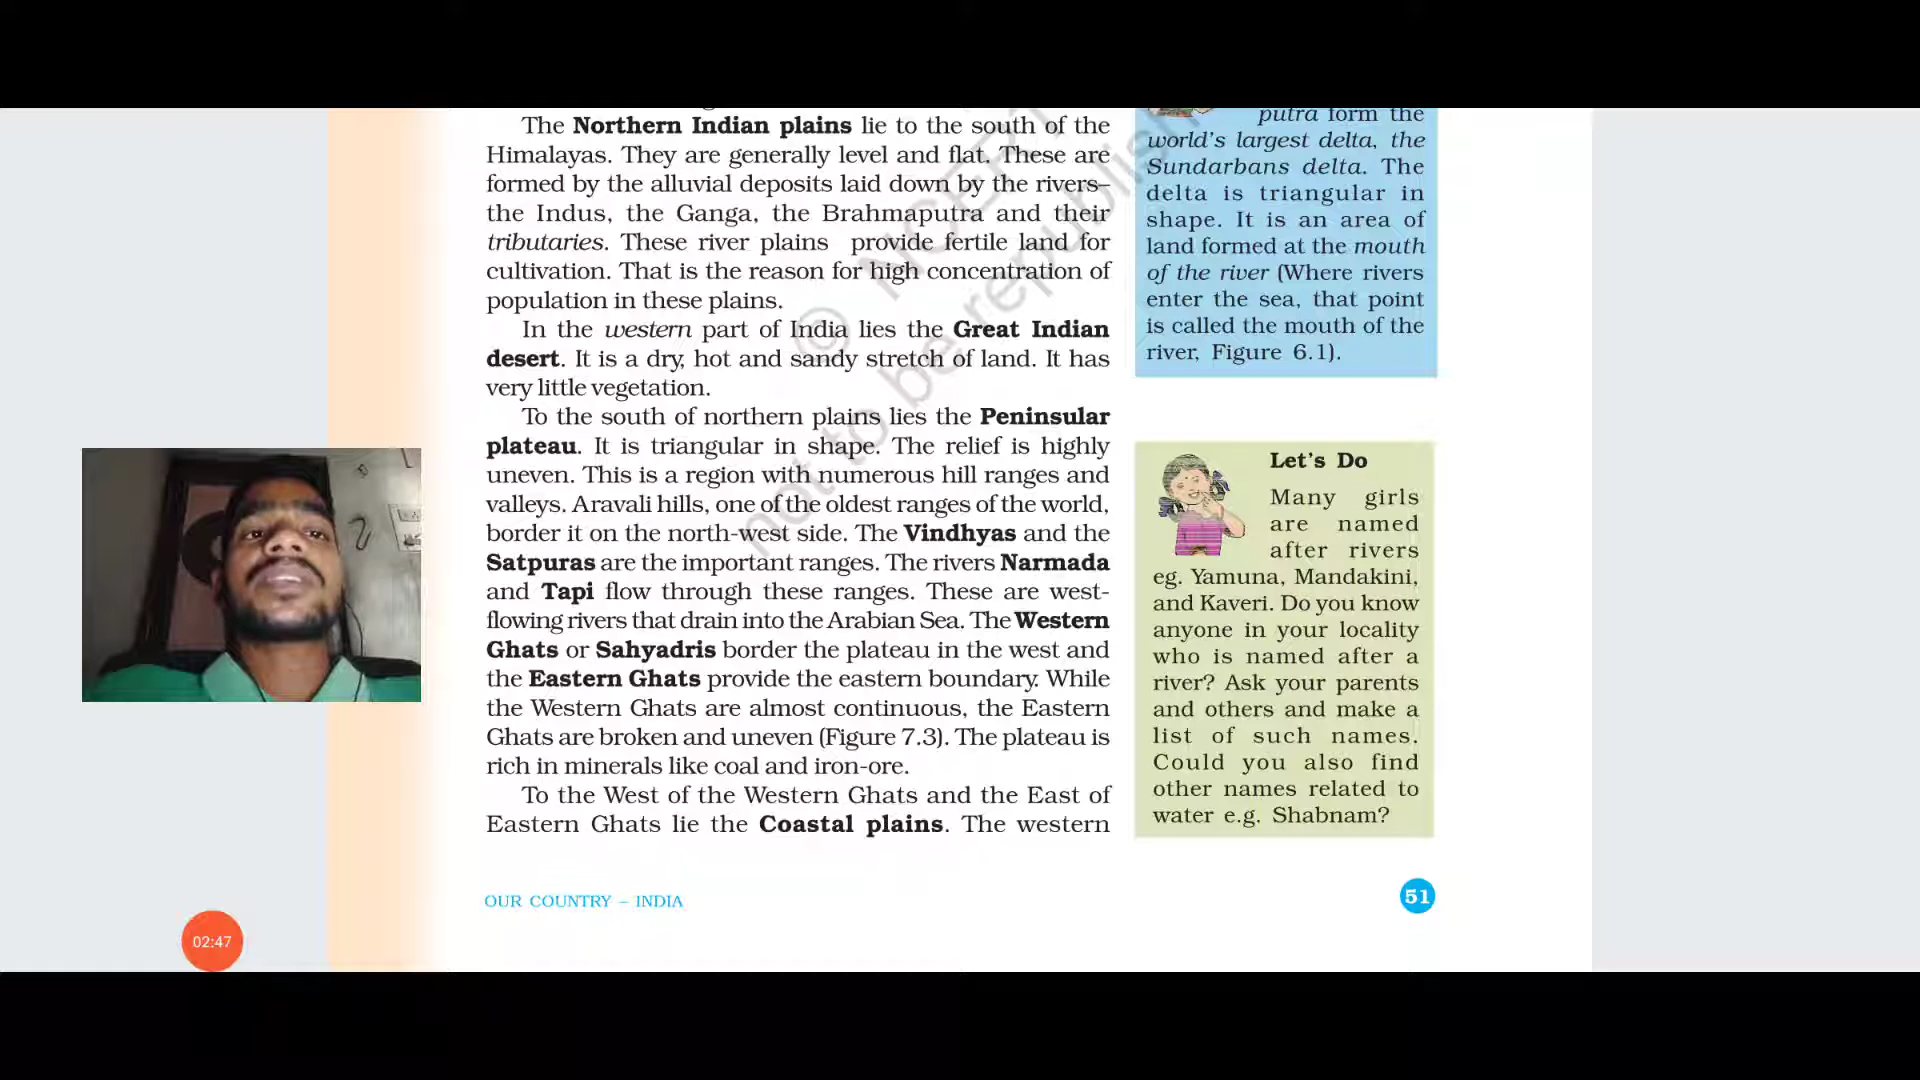 The Northern Indian plains lie to the south of the
Himalayas. They are generally level and flat. These are
formed by the alluvial deposits laid down by the rivers–
the Indus, the Ganga, the Brahmaputra and their
tributaries. These river plains provide fertile land for
cultivation. That is the reason for high concentration of
population in these plains.
In the western part of India lies the Great Indian
desert. It is a dry, hot and sandy stretch of land. It has
very little vegetation.
To the south of northern plains lies the Peninsular
plateau. It is triangular in shape. The relief is highly
uneven. This is a region with numerous hill ranges and
valleys. Aravali hills, one of the oldest ranges of the world,
border it on the north-west side. The Vindhyas and the
Satpuras are the important ranges. The rivers Narmada
and Tapi flow through these ranges. These are west-
flowing rivers that drain into the Arabian Sea. The Western
Ghats or Sahyadris border the plateau in the west and
the Eastern Ghats provide the eastern boundary. While
the Western Ghats are almost continuous, the Eastern
Ghats are broken and uneven (Figure 7.3). The plateau is
rich in minerals like coal and iron-ore.
To the West of the Western Ghats and the East of
Eastern Ghats lie the Coastal plains. The western
putra form the
world's largest delta, the
Sundarbans delta. The
delta is triangular in
shape. It is an area of
land formed at the mouth
of the river (Where rivers
enter the sea, that point
is called the mouth of the
river, Figure 6.1).
Let's Do
Many girls
are named
after rivers
eg. Yamuna, Mandakini,
and Kaveri. Do you know
anyone in your locality
who is named after a
river? Ask your parents
and others and make a
list of such names.
Could you also find
other names related to
water e.g. Shabnam?
© NCERT
not to be republish
OUR COUNTRY – INDIA
51
02:47